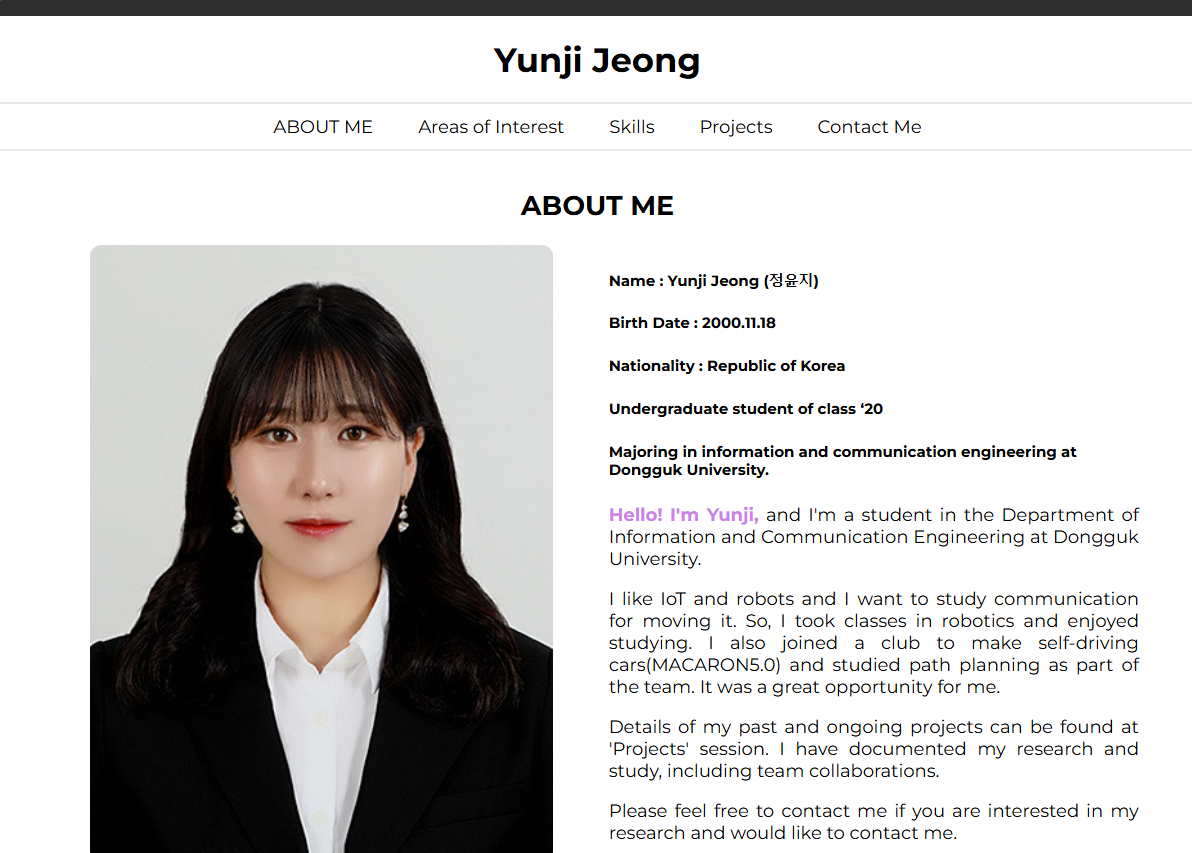 Yunji Jeong
ABOUT ME
Areas of Interest
Skills
Projects
Contact Me
ABOUT ME
Name : Yunji Jeong (정윤지)
Birth Date : 2000.11.18
Nationality : Republic of Korea
Undergraduate student of class ‘20
Majoring in information and communication engineering at
Dongguk University.
Hello! I'm Yunji, and I'm a student in the Department of
Information and Communication Engineering at Dongguk
University.
I like IoT and robots and I want to study communication
for moving it. So, I took classes in robotics and enjoyed
studying. I also joined a club to make self-driving
cars(MACARON5.0) and studied path planning as part of
the team. It was a great opportunity for me.
Details of my past and ongoing projects can be found at
'Projects' session. I have documented my research and
study, including team collaborations.
Please feel free to contact me if you are interested in my
research and would like to contact me.